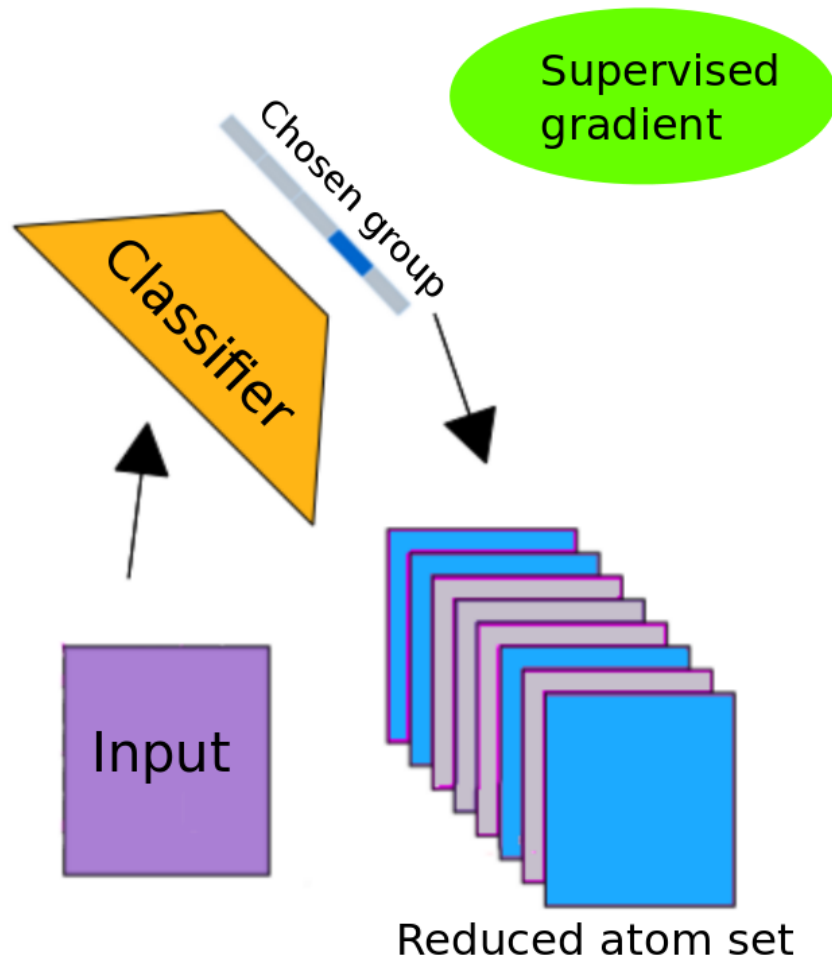 Supervised
gradient
Chosen group
Classifier
Input
Reduced atom set